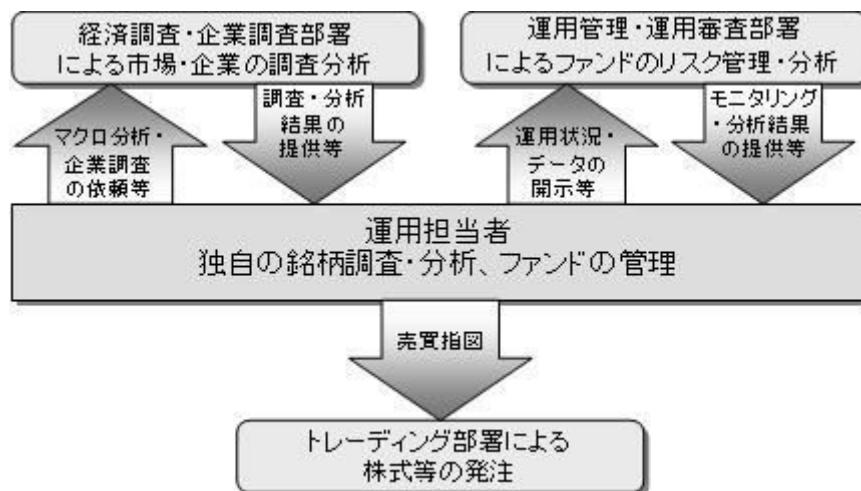 経済調査・企業調査部署
による市場・企業の調査分析
運用管理・運用審査部署
によるファンドのリスク管理・分析
マクロ分析・
企業調査
の依頼等
調査・分析
結果の
提供等
運用状況・
データの
開示等
モニタリング
・分析結果
の提供等
運用担当者
独自の銘柄調査・分析、ファンドの管理
売買指図
トレーディング部署による
株式等の発注